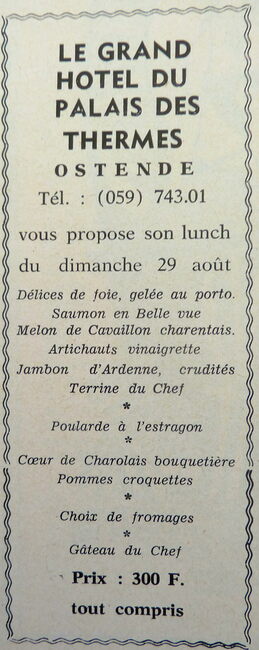 LE GRAND
HOTEL DU
PALAIS DES
THERMES
OSTENDE
Tél. : (059) 743.01
vous propose son lunch
du dimanche 29 août
Délices de foie, gelée au porto.
Saumon en Belle vue
Melon de Cavaillon charentais.
Artichauts vinaigrette
Jambon d'Ardenne, crudités
Terrine du Chef
*
Poularde à l'estragon
*
Cœur de Charolais bouquetière
Pommes croquettes
*
Choix de fromages
*
Gâteau du Chef
Prix : 300 F.
tout compris